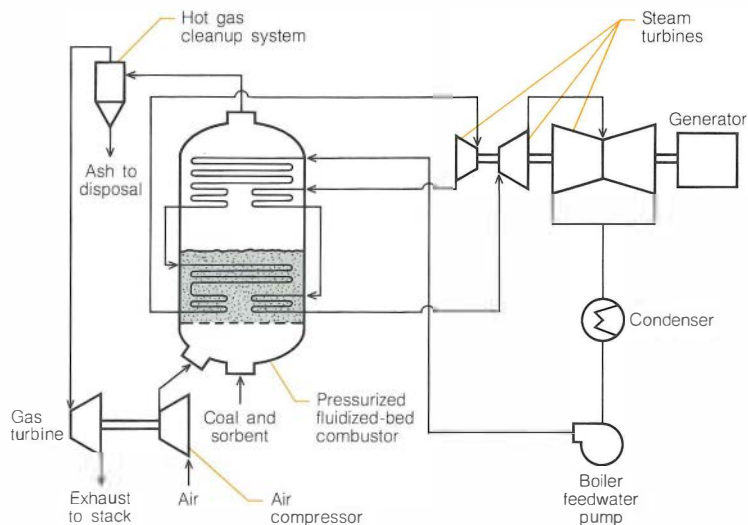 Hot gas
cleanup system
Steam
turbines
Generator
Ash to
disposal
Condenser
Gas
turbine
Coal and
sorbent
Pressurized
fluidized-bed
combustor
Exhaust
to stack
Air
Air
compressor
Boiler
feedwater
pump